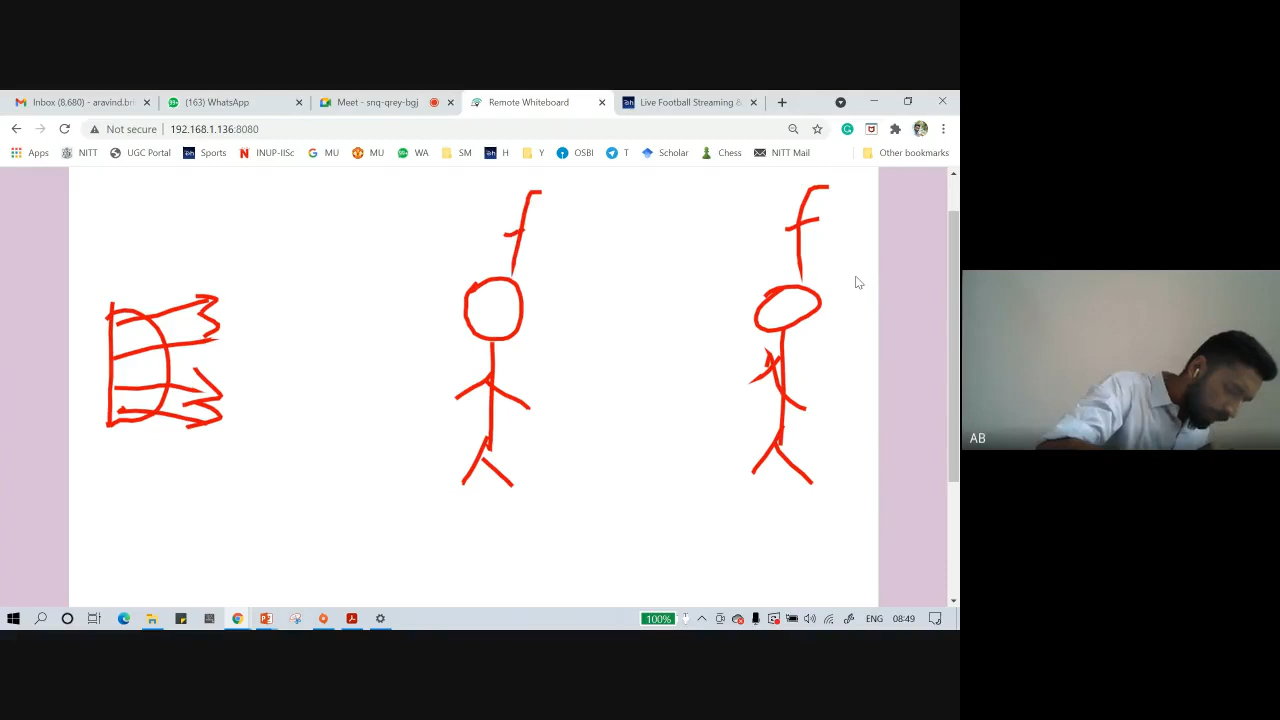 Inbox (8,680) - aravind.bri
(163) WhatsApp
Meet - snq-qrey-bgj
Remote Whiteboard
Live Football Streaming &
Not secure
192.168.1.136:8080
Apps
NITT
UGC Portal
Sports
INUP-IISc
MU
MU
WA
SM
H
Y
OSBI
T
Scholar
Chess
NITT Mail
Other bookmarks
f
f
AB
100%
ENG
08:49